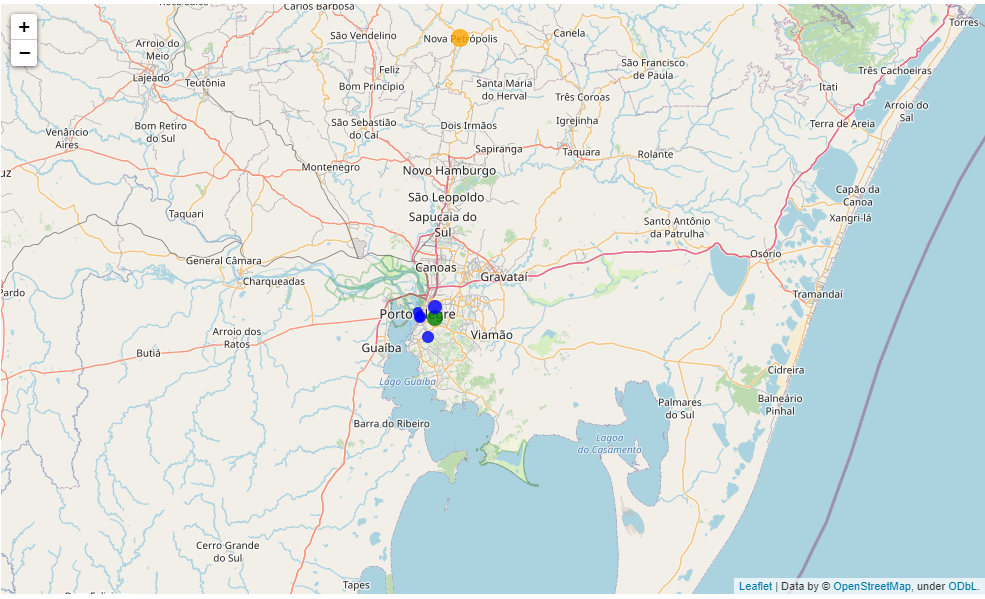 Carlos Barbosa
Torres
+
São Vendelino
Nova Petrópolis
Canela
Arroio do
Meio
Lajeado
Teutônia
Feliz
Bom Princípio
Santa Maria
do Herval
São Francisco
de Paula
Três Cachoeiras
Itati
Três Coroas
Arroio do
Sal
Venâncio
Aires
Bom Retiro
do Sul
São Sebastião
do Caí
Dois Irmãos
Igrejinha
Terra de Areia
Sapiranga
Taquara
Rolante
Montenegro
Novo Hamburgo
São Leopoldo
Capão da
Canoa
Xangri-lá
Taquari
Sapucaia do
Sul
Santo Antônio
da Patrulha
General Câmara
Canoas
Gravataí
Osório
Charqueadas
Pardo
Tramandaí
Porto Alegre
Arroio dos
Ratos
Viamão
Butiá
Guaíba
Cidreira
Lago Guaíba
Palmares
do Sul
Balneário
Pinhal
Barra do Ribeiro
Lagoa
do Casamento
Cerro Grande
do Sul
Tapes
Leaflet | Data by © OpenStreetMap, under ODbL.